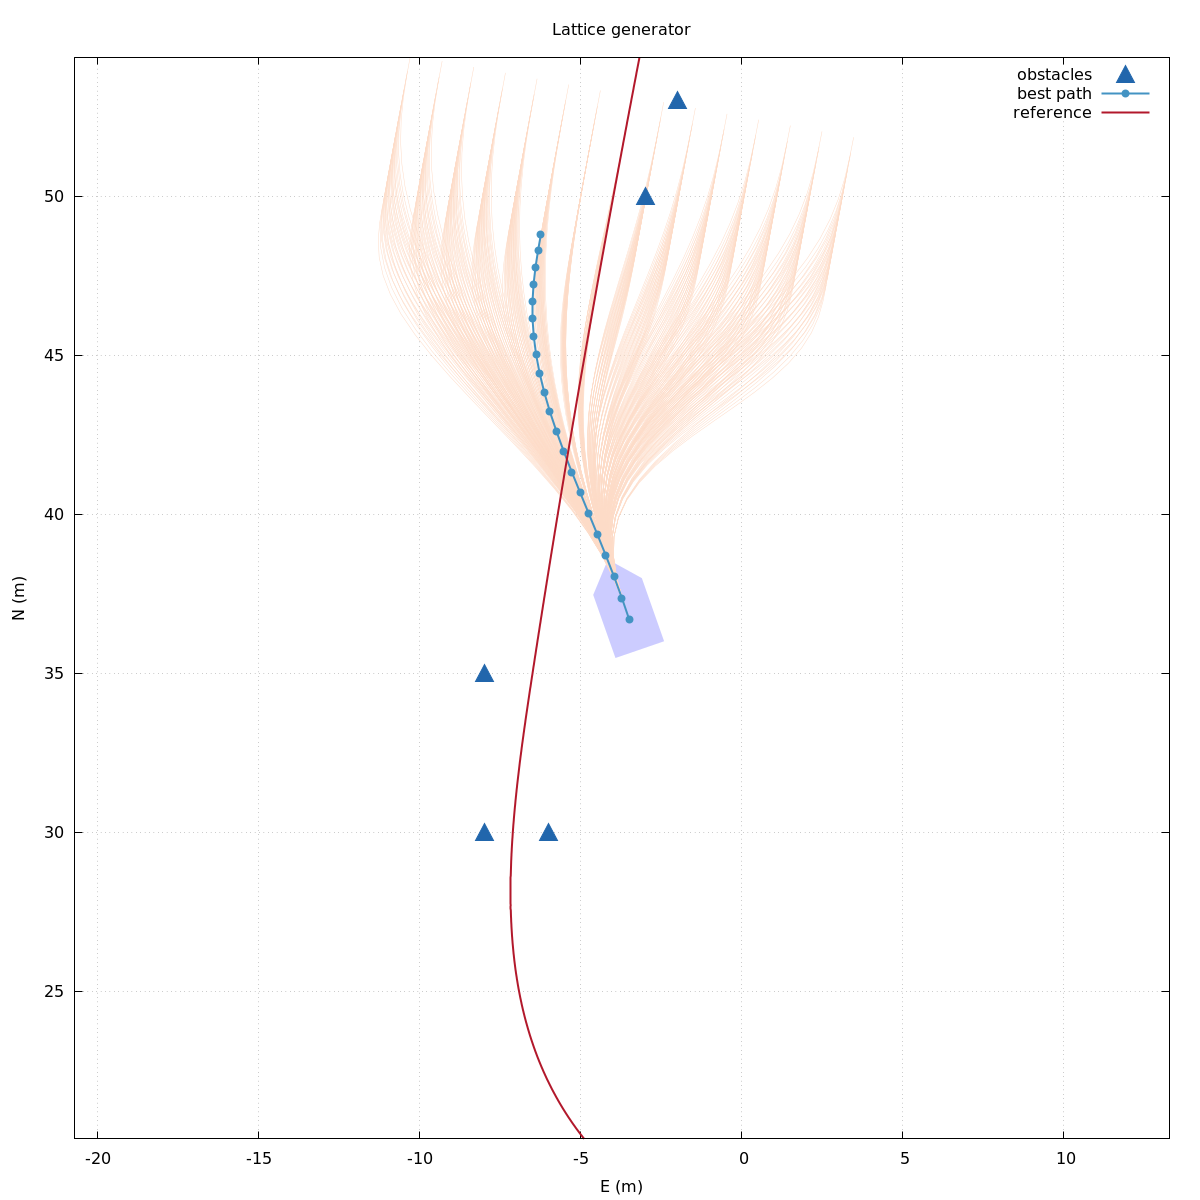 Lattice generator
obstacles
best path
reference
50
45
40
35
30
25
N (m)
-20 -15 -10 -5 0 5 10
E (m)